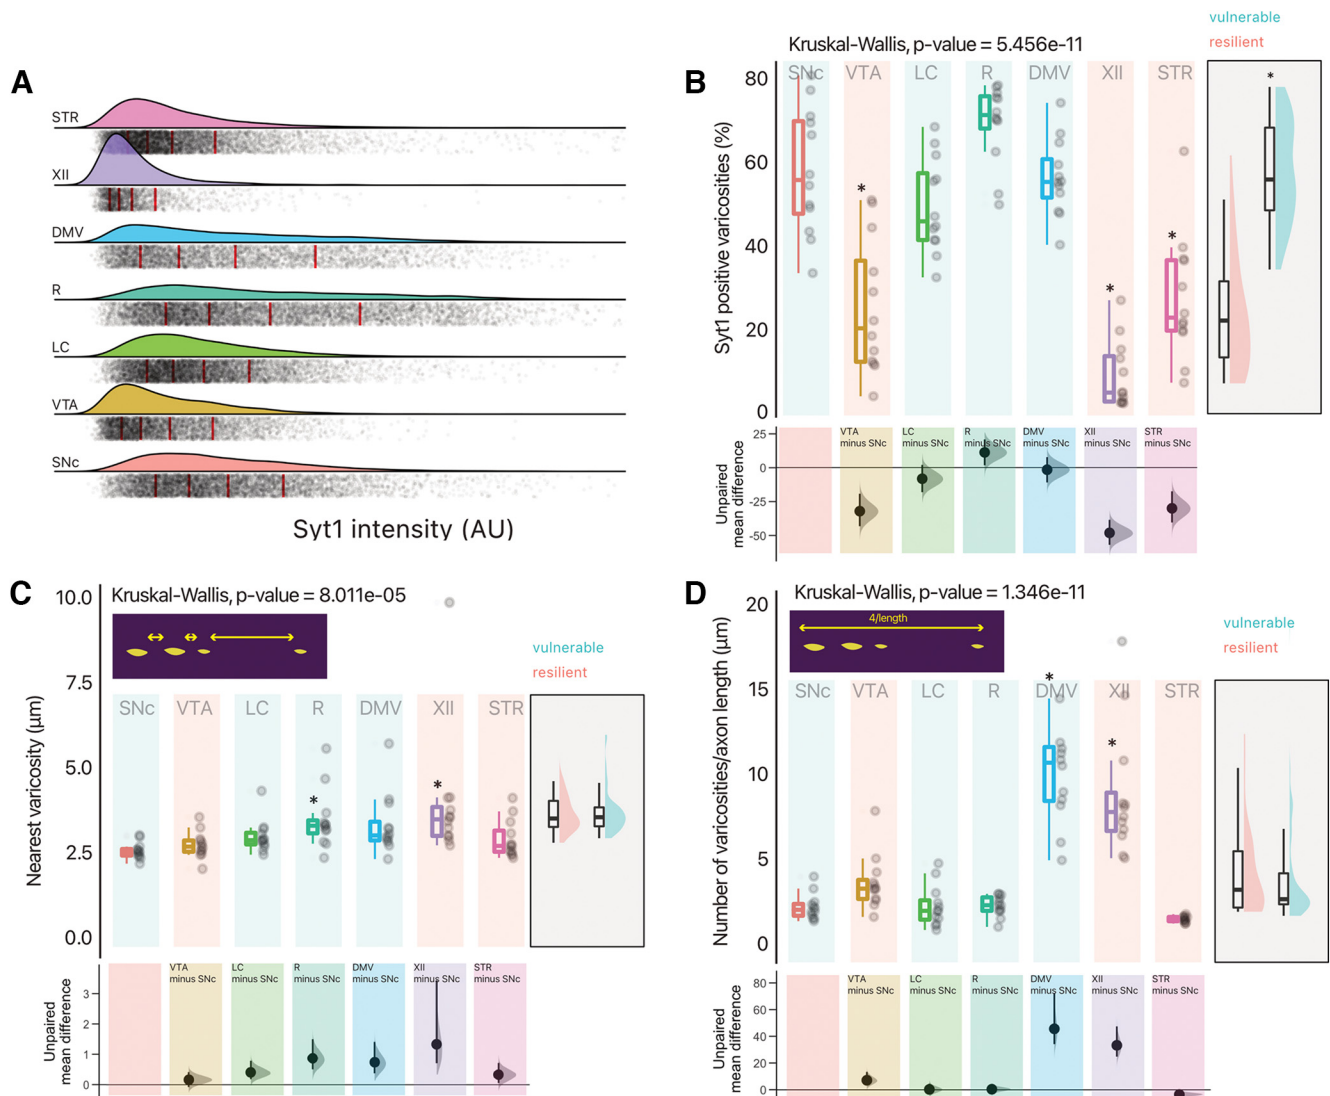 A
STR
XII
DMV
R
LC
VTA
SNc
Syt1 intensity (AU)
B
Kruskal-Wallis, p-value = 5.456e-11
vulnerable
resilient
SNc VTA LC R DMV XII STR
*
*
*
*
Syt1 positive varicosities (%)
80
60
40
20
0
VTA minus SNc
LC minus SNc
R minus SNc
DMV minus SNc
XII minus SNc
STR minus SNc
Unpaired
mean difference
25
0
-25
-50
C
Kruskal-Wallis, p-value = 8.011e-05
vulnerable
resilient
SNc VTA LC R DMV XII STR
*
*
Nearest varicosity (μm)
10.0
7.5
5.0
2.5
0.0
VTA minus SNc
LC minus SNc
R minus SNc
DMV minus SNc
XII minus SNc
STR minus SNc
Unpaired
mean difference
3
2
1
0
D
Kruskal-Wallis, p-value = 1.346e-11
4/length
vulnerable
resilient
SNc VTA LC R DMV XII STR
*
*
Number of varicosities/axon length (μm)
20
15
10
5
0
VTA minus SNc
LC minus SNc
R minus SNc
DMV minus SNc
XII minus SNc
STR minus SNc
Unpaired
mean difference
80
60
40
20
0